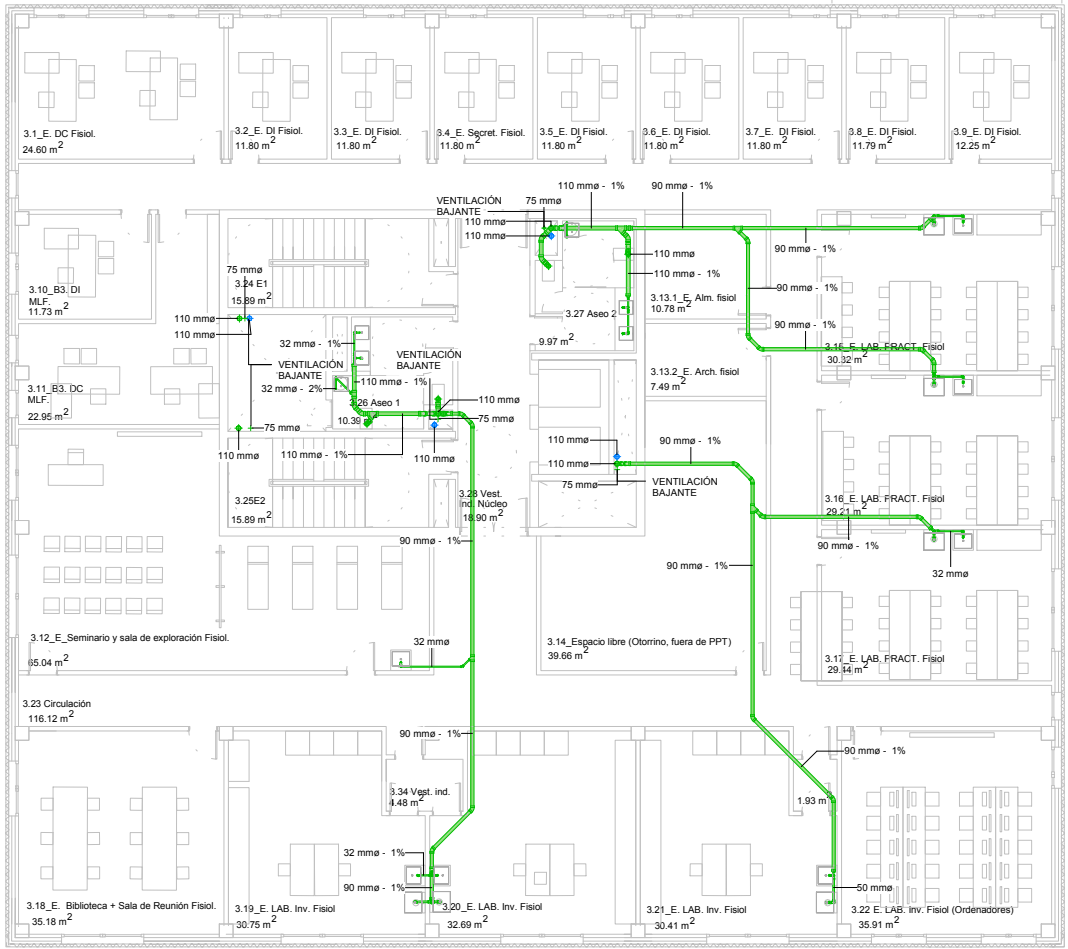 3.1_E. DC Fisiol.
24.60 m2
3.2_E. DI Fisiol.
11.80 m2
3.3_E. DI Fisiol.
11.80 m2
3.4_E. Secret. Fisiol.
11.80 m2
3.5_E. DI Fisiol.
11.80 m2
3.6_E. DI Fisiol.
11.80 m2
3.7_E. DI Fisiol.
11.80 m2
3.8_E. DI Fisiol.
11.79 m2
3.9_E. DI Fisiol.
12.25 m2
VENTILACIÓN
BAJANTE
75 mmø
110 mmø - 1%
90 mmø - 1%
110 mmø
110 mmø
90 mmø - 1%
110 mmø
110 mmø - 1%
90 mmø - 1%
3.10_B3. DI
MLF.
11.73 m2
75 mmø
3.24 E1
15.89 m2
110 mmø
110 mmø
3.13.1_E. Alm. fisiol
10.78 m2
3.27 Aseo 2
9.97 m2
90 mmø - 1%
3.15_E. LAB. PRACT. Fisiol
30.32 m2
32 mmø - 1%
VENTILACIÓN
BAJANTE
VENTILACIÓN
BAJANTE
32 mmø - 2%
110 mmø - 1%
3.13.2_E. Arch. fisiol
7.49 m2
3.11_B3. DC
MLF.
22.95 m2
3.26 Aseo 1
10.39
110 mmø
75 mmø
75 mmø
110 mmø
110 mmø - 1%
110 mmø
110 mmø
90 mmø - 1%
110 mmø
75 mmø
VENTILACIÓN
BAJANTE
3.25E2
15.89 m2
3.28 Vest.
Ind. Núcleo
18.90 m2
3.16_E. LAB. PRACT. Fisiol
29.21 m2
90 mmø - 1%
90 mmø - 1%
90 mmø - 1%
32 mmø
3.12_E_Seminario y sala de exploración Fisiol.
65.04 m2
32 mmø
3.14_Espacio libre (Otorrino, fuera de PPT)
39.66 m2
3.17_E. LAB. PRACT. Fisiol
29.44 m2
3.23 Circulación
116.12 m2
90 mmø - 1%
90 mmø - 1%
3.34 Vest. ind.
4.48 m2
1.93 m
32 mmø - 1%
90 mmø - 1%
50 mmø
3.18_E. Biblioteca + Sala de Reunión Fisiol.
35.18 m2
3.19_E. LAB. Inv. Fisiol
30.75 m2
3.20_E. LAB. Inv. Fisiol
32.69 m2
3.21_E. LAB. Inv. Fisiol
30.41 m2
3.22 E. LAB. inv. Fisiol (Ordenadores)
35.91 m2